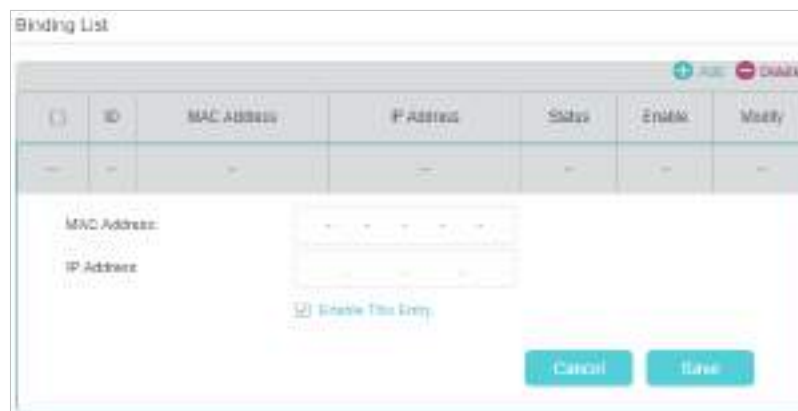 Binding List
Add Delete
ID MAC Address IP Address Status Enable Modify
-- -- -- -- -- -- --
MAC Address:
- - - - -
IP Address:
. . .
Enable This Entry.
Cancel Save